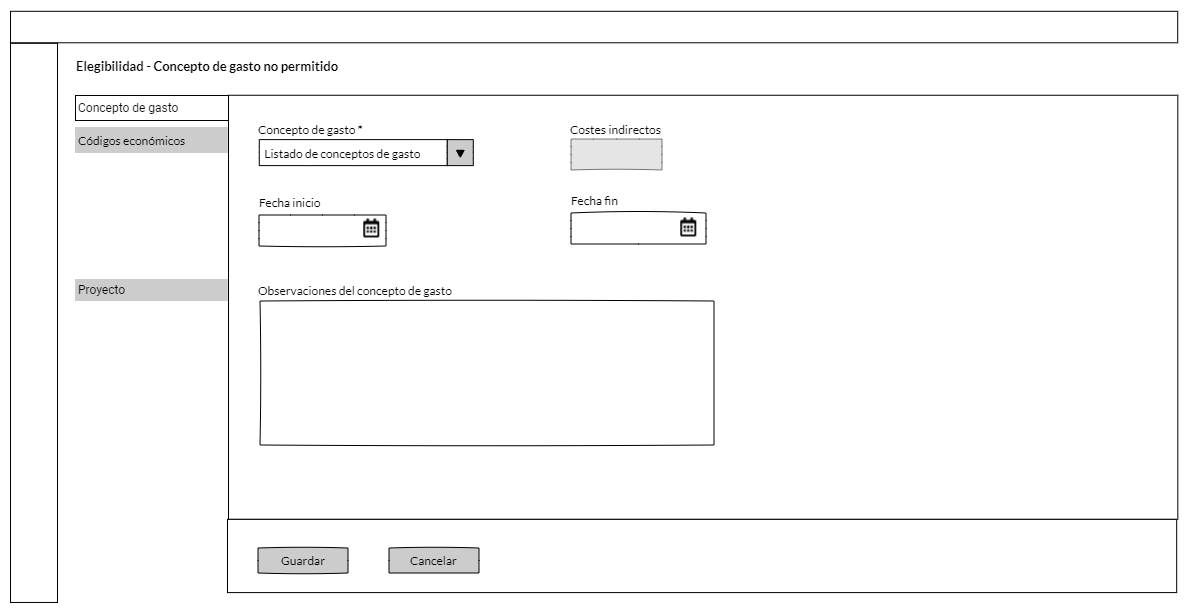 Elegibilidad - Concepto de gasto no permitido
Concepto de gasto
Códigos económicos
Proyecto
Concepto de gasto *
Costes indirectos
Listado de conceptos de gasto
Fecha inicio
Fecha fin
Observaciones del concepto de gasto
Guardar
Cancelar